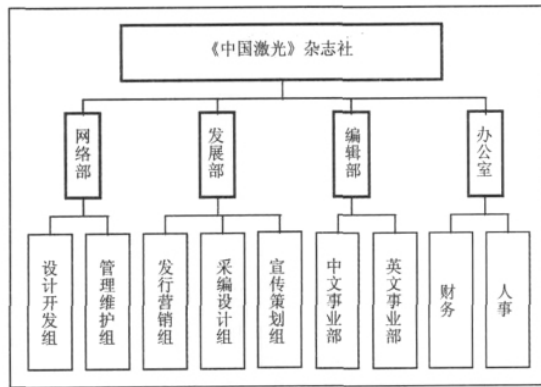 《中国激光》杂志社
网络部
发展部
编辑部
办公室
设计开发组
管理维护组
发行营销组
采编设计组
宣传策划组
中文事业部
英文事业部
财务
人事